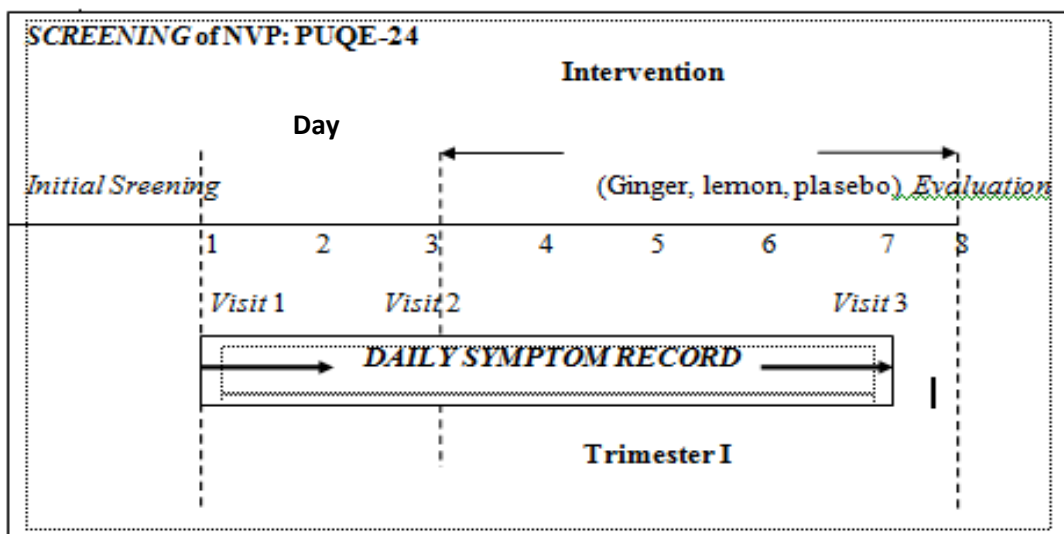 SCREENING of NVP: PUQE-24
Intervention
Day
Initial Sreening
(Ginger, lemon, plasebo) Evaluation
1 2 3 4 5 6 7 8
Visit 1 Visit 2 Visit 3
DAILY SYMPTOM RECORD
Trimester I